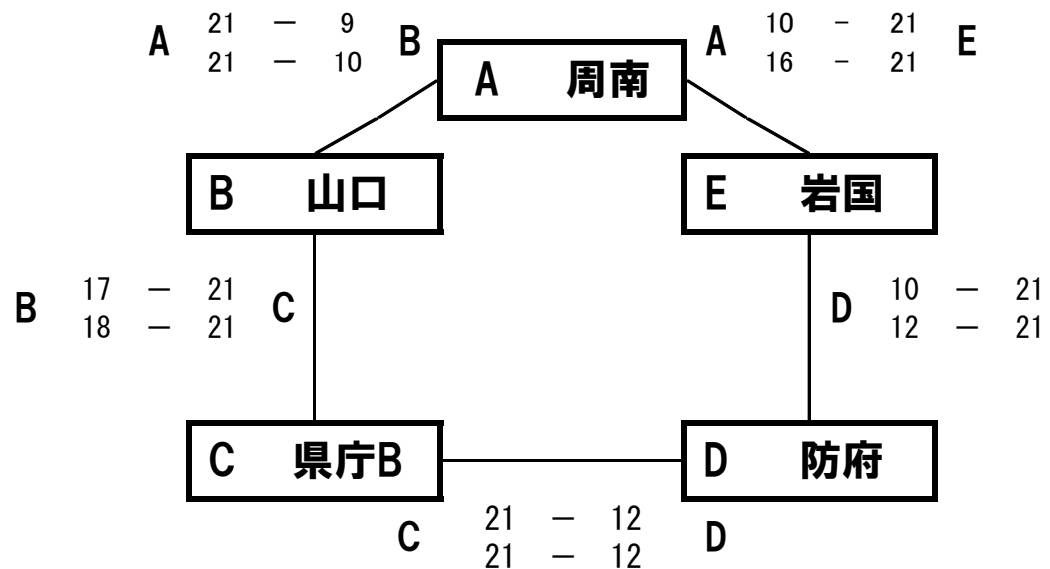 A 21 － 9 B
21 － 10
A 10 - 21 E
16 - 21
A 周南
B 山口
E 岩国
B 17 － 21 C
18 － 21
D 10 － 21
12 － 21
C 県庁B
D 防府
C 21 － 12 D
21 － 12